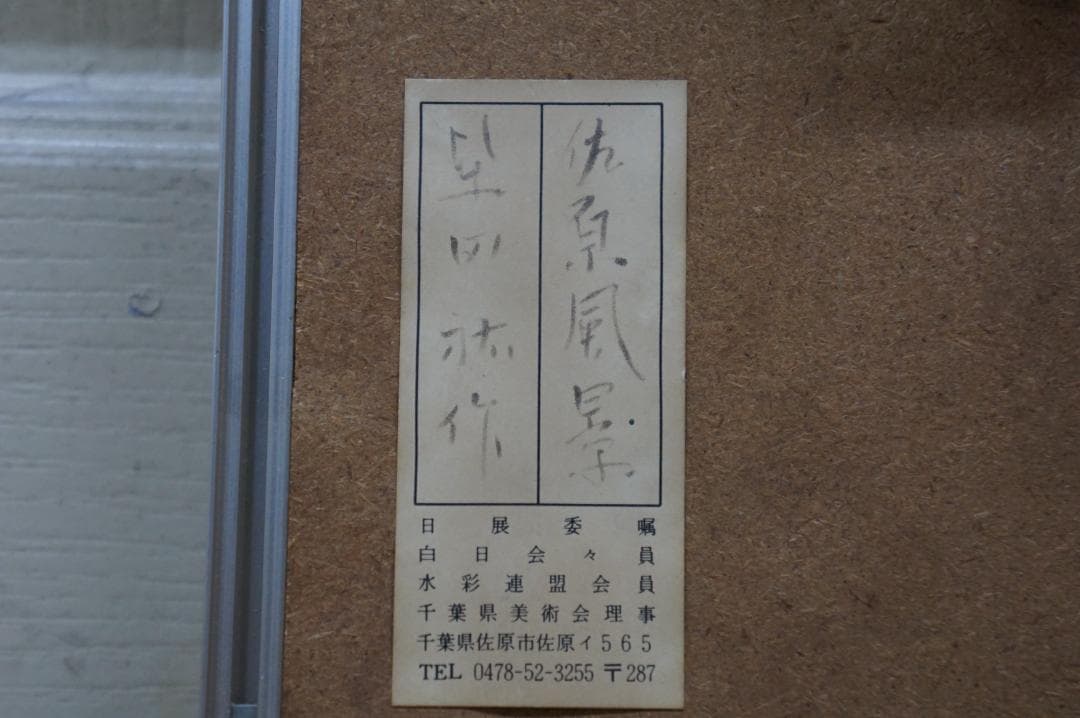 佐原風景
田祐作
日展委嘱
白日会々員
水彩連盟会員
千葉県美術会理事
千葉県佐原市佐原イ565
TEL 0478-52-3255 〒287